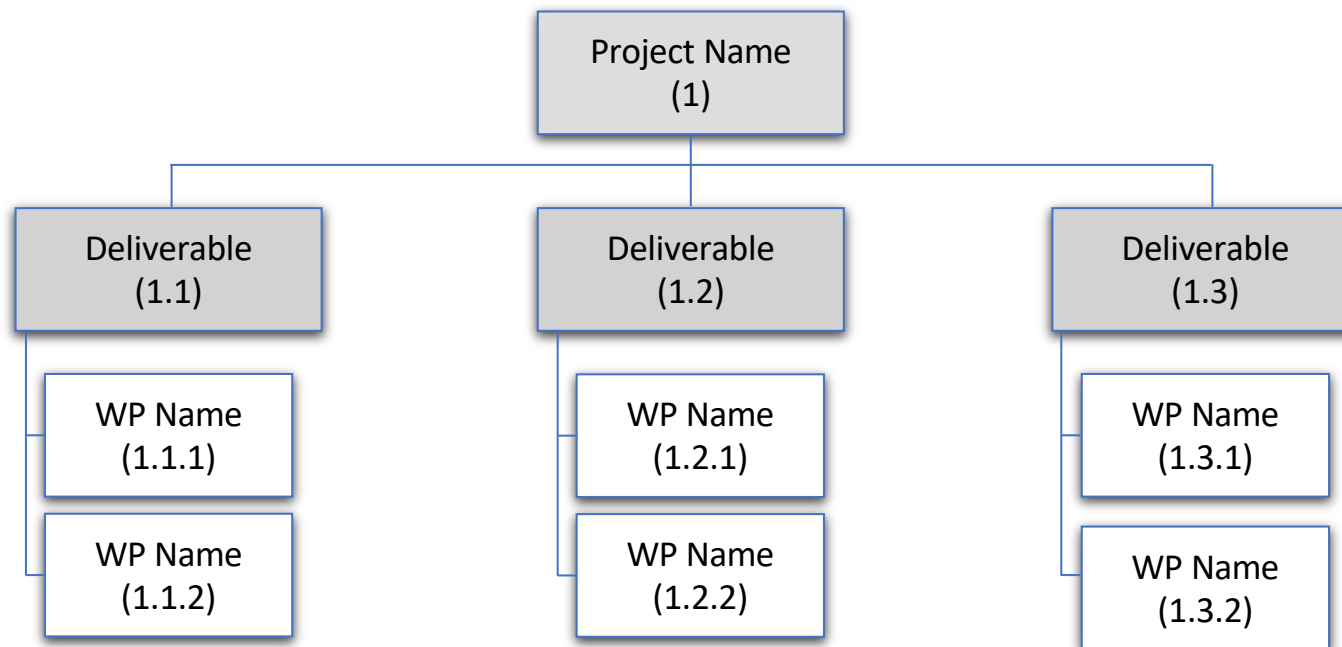 Project Name
(1)
Deliverable
(1.1)
Deliverable
(1.2)
Deliverable
(1.3)
WP Name
(1.1.1)
WP Name
(1.2.1)
WP Name
(1.3.1)
WP Name
(1.1.2)
WP Name
(1.2.2)
WP Name
(1.3.2)